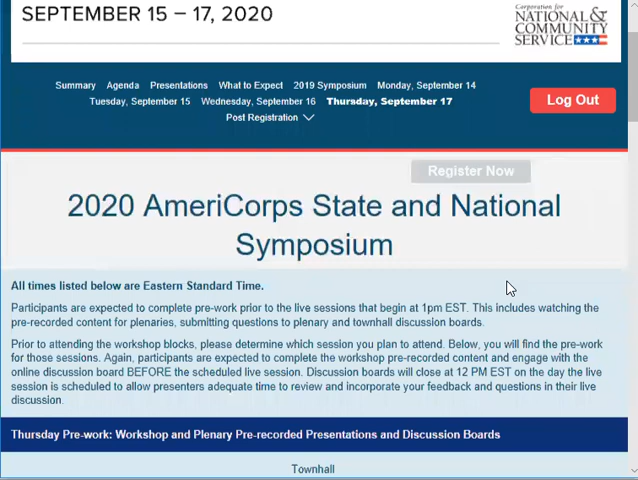 SEPTEMBER 15 – 17, 2020
Corporation for
NATIONAL &
COMMUNITY
SERVICE
Summary Agenda Presentations What to Expect 2019 Symposium Monday, September 14
Tuesday, September 15 Wednesday, September 16 Thursday, September 17
Post Registration
Log Out
Register Now
2020 AmeriCorps State and National
Symposium
All times listed below are Eastern Standard Time.
Participants are expected to complete pre-work prior to the live sessions that begin at 1pm EST. This includes watching the
pre-recorded content for plenaries, submitting questions to plenary and townhall discussion boards.
Prior to attending the workshop blocks, please determine which session you plan to attend. Below, you will find the pre-work
for those sessions. Again, participants are expected to complete the workshop pre-recorded content and engage with the
online discussion board BEFORE the scheduled live session. Discussion boards will close at 12 PM EST on the day the live
session is scheduled to allow presenters adequate time to review and incorporate your feedback and questions in their live
discussion.
Thursday Pre-work: Workshop and Plenary Pre-recorded Presentations and Discussion Boards
Townhall